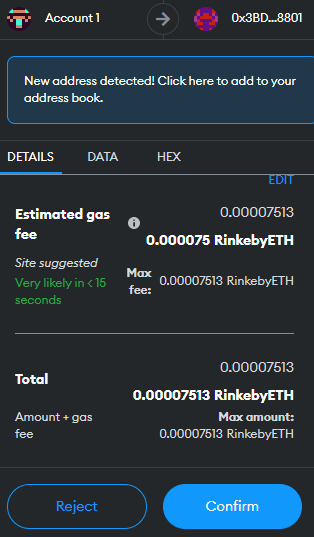 Account 1
0x3BD...8801
New address detected! Click here to add to your
address book.
DETAILS DATA HEX
EDIT
Estimated gas
fee
0.00007513
0.000075 RinkebyETH
Site suggested
Very likely in < 15
seconds
Max
fee:
0.00007513 RinkebyETH
0.00007513
Total
0.00007513 RinkebyETH
Amount + gas
fee
Max amount:
0.00007513 RinkebyETH
Reject
Confirm